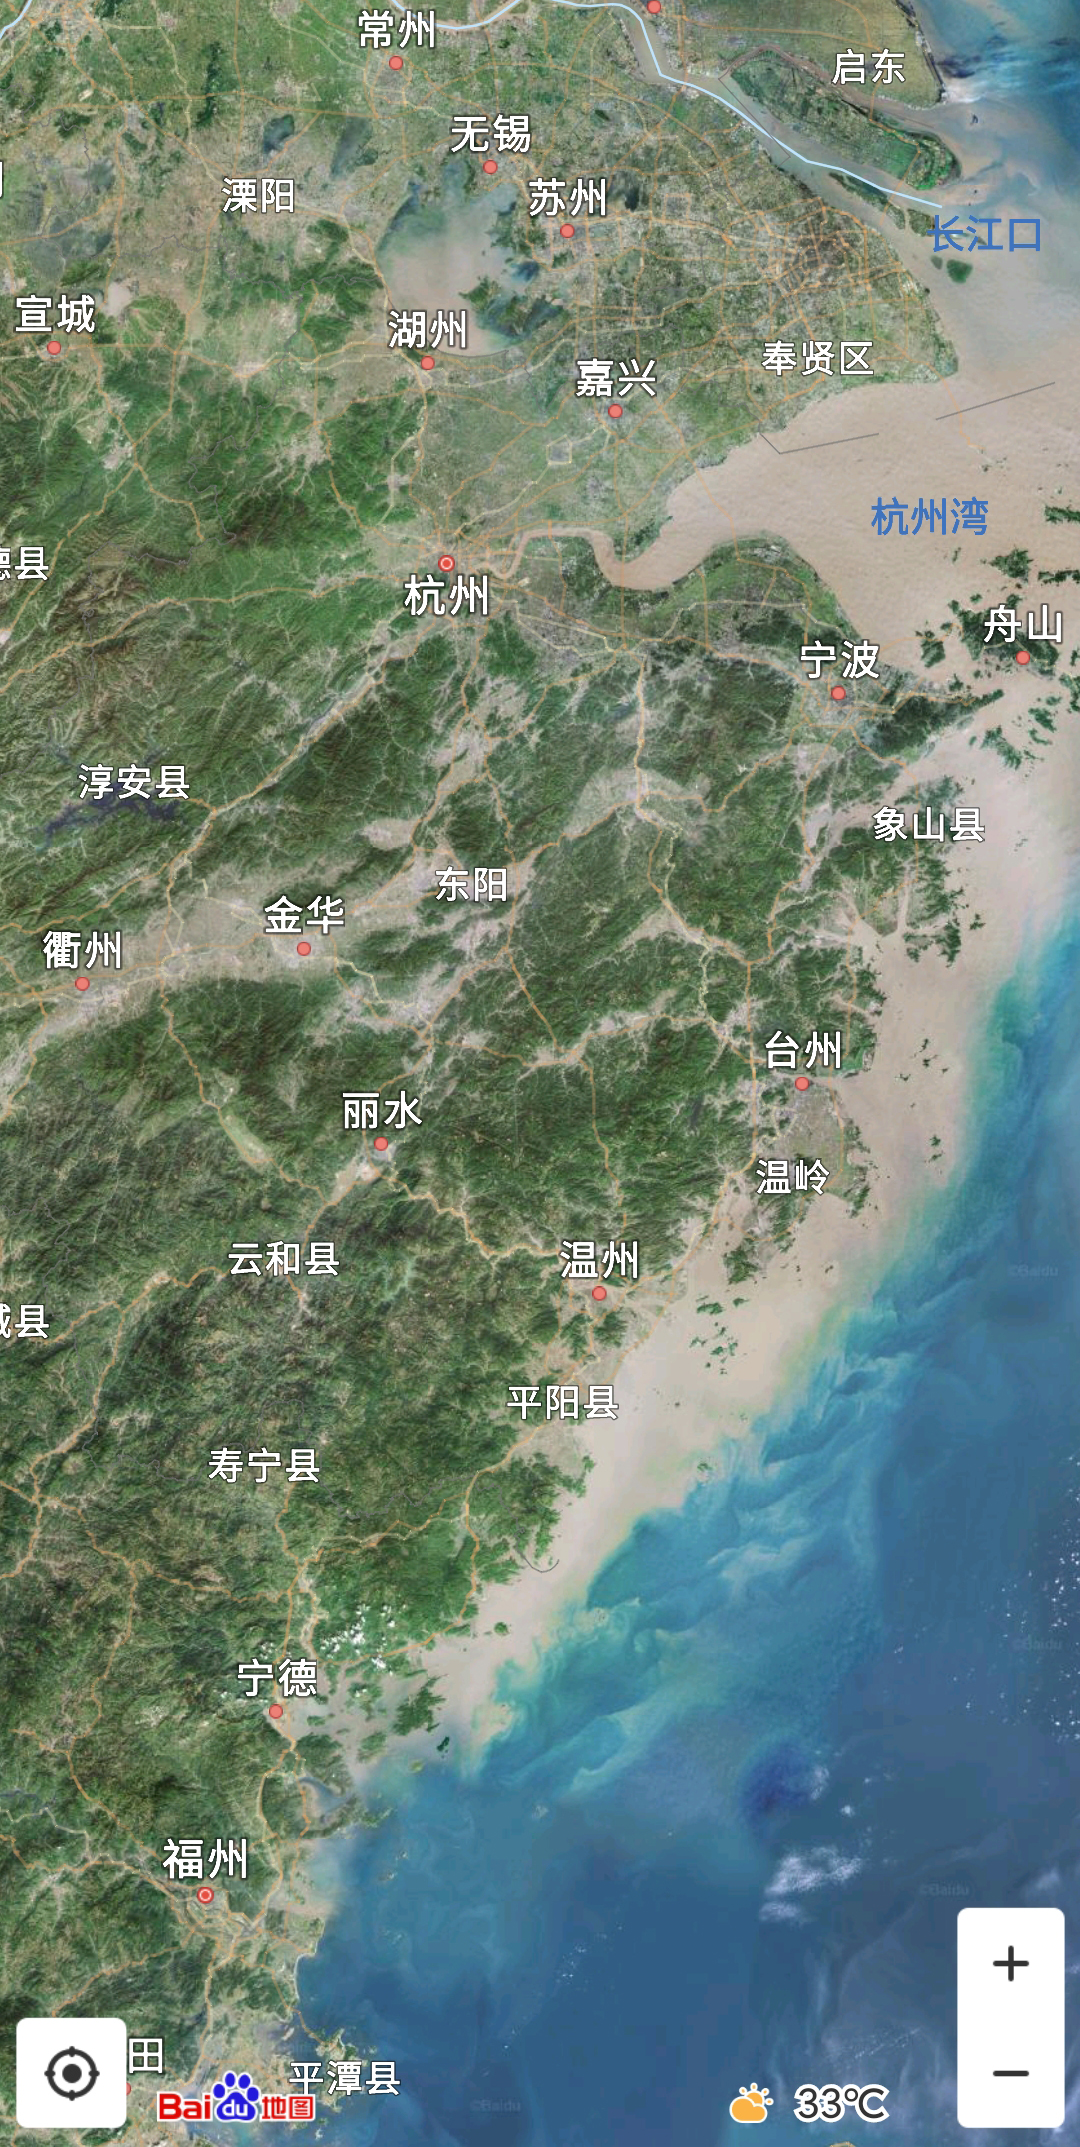 常州
启东
无锡
溧阳
苏州
长江口
宣城
湖州
奉贤区
嘉兴
杭州湾
德县
杭州
舟山
宁波
淳安县
象山县
东阳
金华
衢州
台州
丽水
温岭
云和县
温州
©Baidu
城县
平阳县
寿宁县
©Baidu
宁德
福州
©Baidu
+
田
平潭县
−
Bai du 地图
©Baidu
33℃